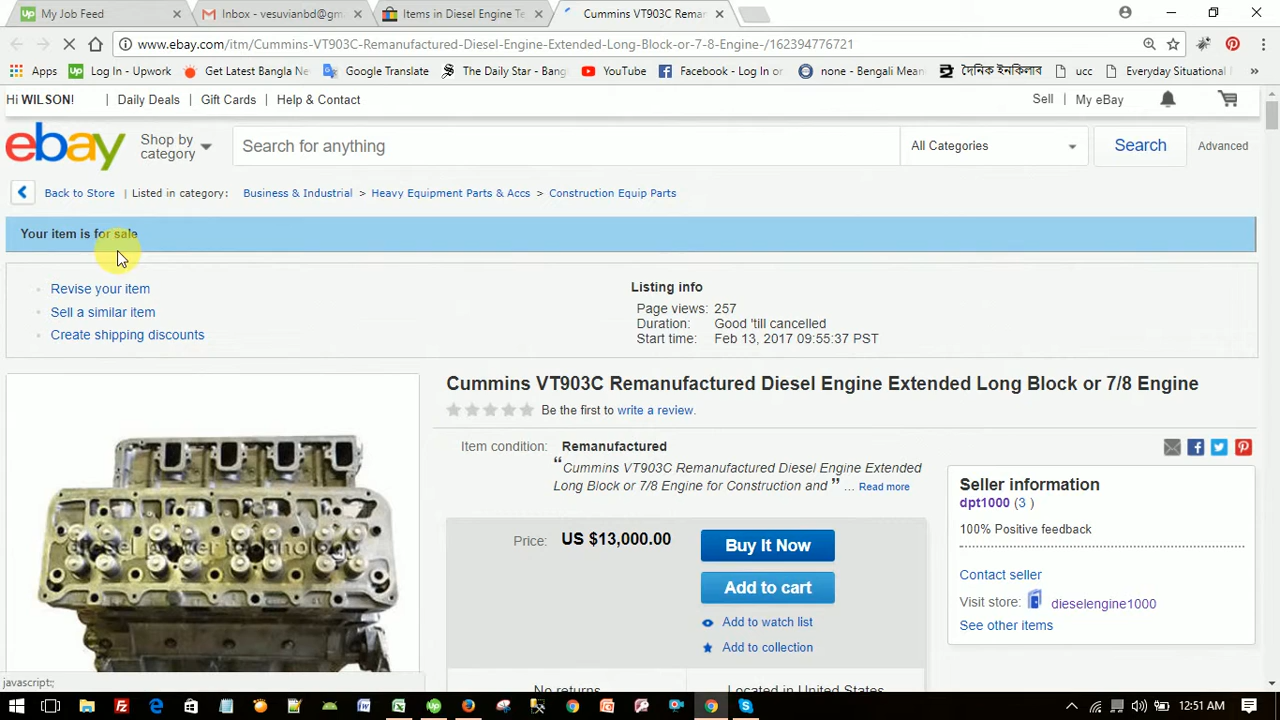 My Job Feed
Inbox - vesuvianbd@gm
Items in Diesel Engine Te
Cummins VT903C Remar
www.ebay.com/itm/Cummins-VT903C-Remanufactured-Diesel-Engine-Extended-Long-Block-or-7-8-Engine-/162394776721
Apps
Up Log In - Upwork
Get Latest Bangla Ne
Google Translate
The Daily Star - Bang
YouTube
Facebook - Log In or
none - Bengali Mean
দৈনিক ইনকিলাব
ucc
Everyday Situational
»
Hi WILSON!
Daily Deals
Gift Cards
Help & Contact
Sell
My eBay
ebay
Shop by category
Search for anything
All Categories
Search
Advanced
Back to Store | Listed in category: Business & Industrial > Heavy Equipment Parts & Accs > Construction Equip Parts
Your item is for sale
Revise your item
Sell a similar item
Create shipping discounts
Listing info
Page views: 257
Duration: Good 'till cancelled
Start time: Feb 13, 2017 09:55:37 PST
Cummins VT903C Remanufactured Diesel Engine Extended Long Block or 7/8 Engine
Be the first to write a review.
Item condition: Remanufactured
“Cummins VT903C Remanufactured Diesel Engine Extended
Long Block or 7/8 Engine for Construction and ” ... Read more
Price: US $13,000.00
Buy It Now
Add to cart
Add to watch list
Add to collection
No returns
Located in United States
Seller information
dpt1000 (3 )
100% Positive feedback
Contact seller
Visit store: dieselengine1000
See other items
diesel power technology
javascript:;
12:51 AM